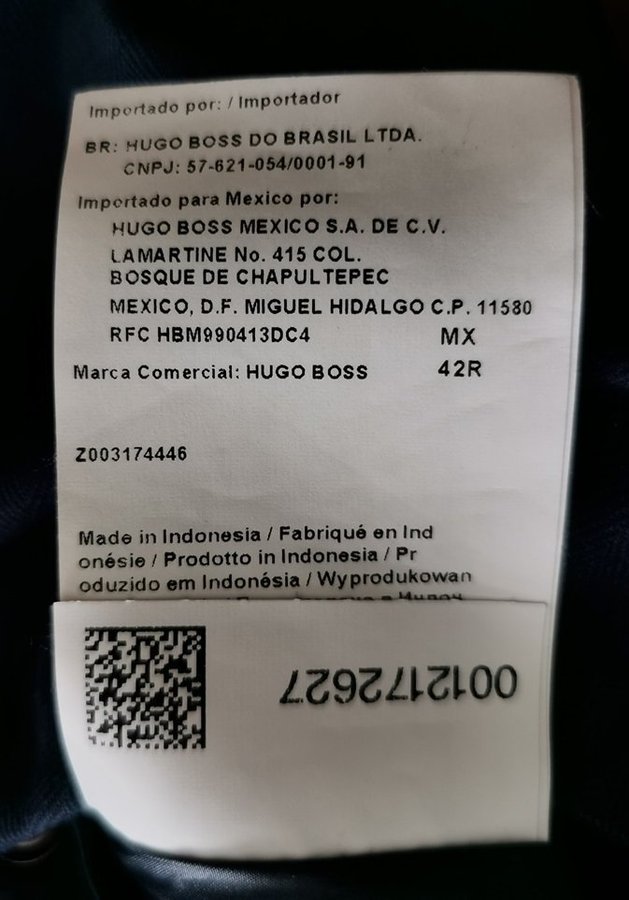 Importado por: / Importador
BR: HUGO BOSS DO BRASIL LTDA.
CNPJ: 57-621-054/0001-91
Importado para Mexico por:
HUGO BOSS MEXICO S.A. DE C.V.
LAMARTINE No. 415 COL.
BOSQUE DE CHAPULTEPEC
MEXICO, D.F. MIGUEL HIDALGO C.P. 11580
RFC HBM990413DC4 MX
Marca Comercial: HUGO BOSS 42R
Z003174446
Made in Indonesia / Fabriqué en Ind
onésie / Prodotto in Indonesia / Pr
oduzido em Indonésia / Wyprodukowan
0012172627